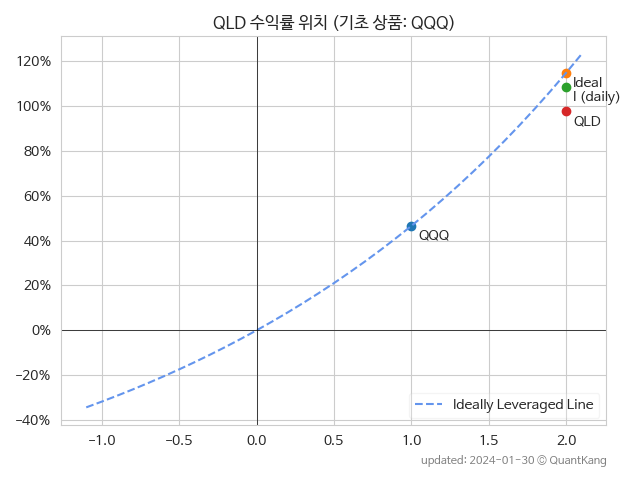 QLD 수익률 위치 (기초 상품: QQQ)
120%
100%
80%
60%
40%
20%
0%
−20%
−40%
Ideal
I (daily)
QLD
QQQ
Ideally Leveraged Line
−1.0 −0.5 0.0 0.5 1.0 1.5 2.0
updated: 2024-01-30 © QuantKang